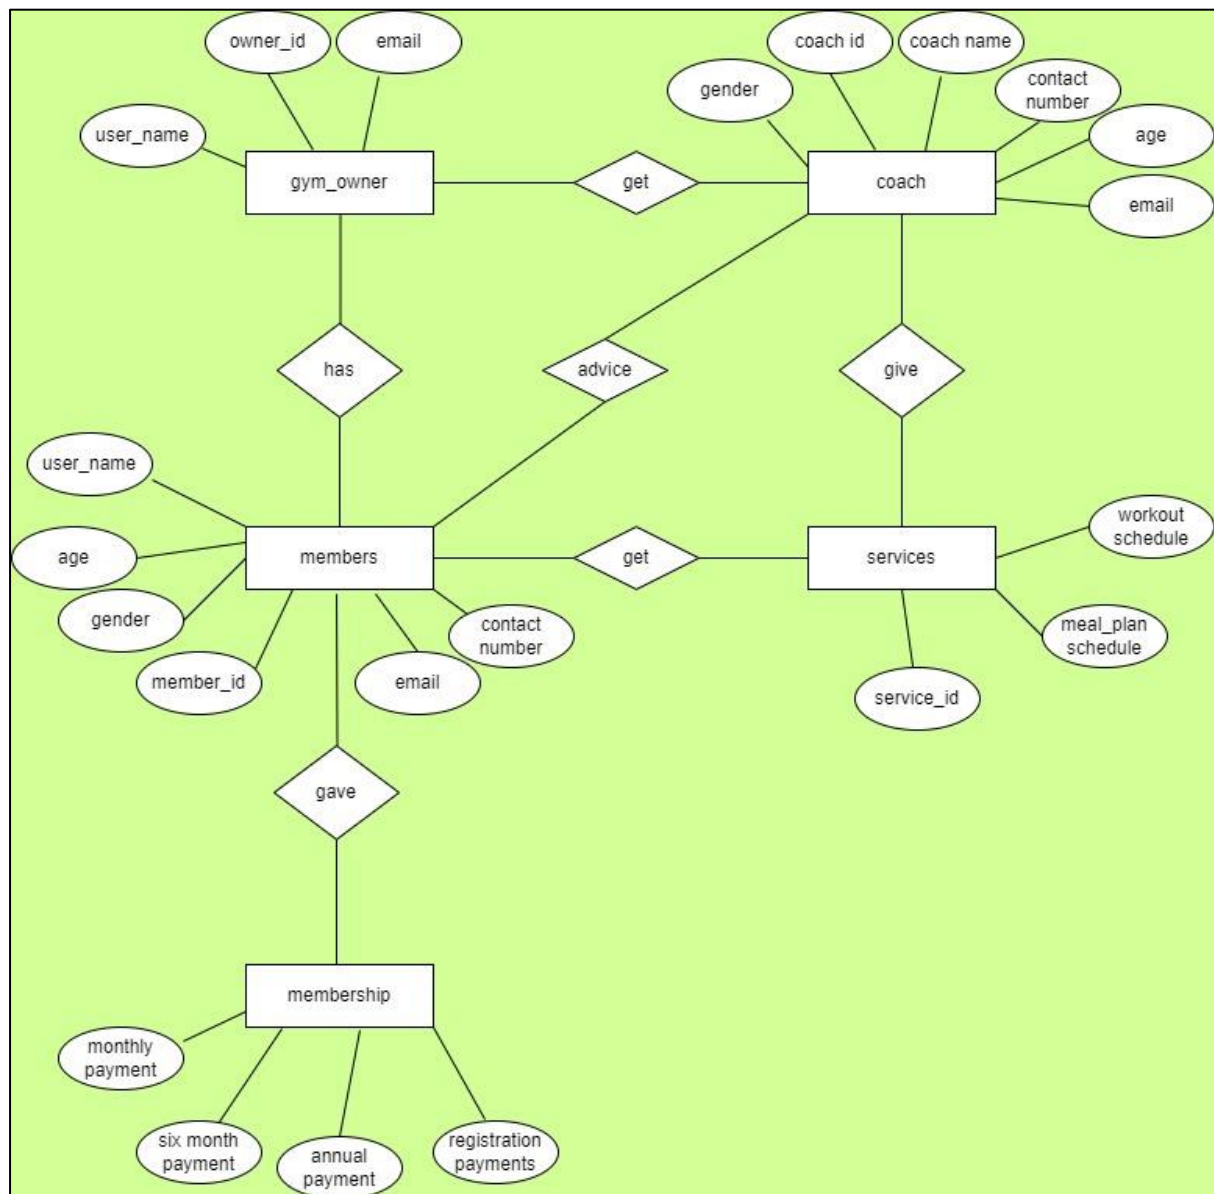 owner_id
email
coach id
coach name
gender
contact
number
user_name
age
gym_owner
get
coach
email
has
advice
give
user_name
workout
schedule
age
members
get
services
gender
contact
number
meal_plan
schedule
member_id
email
service_id
gave
membership
monthly
payment
six month
payment
annual
payment
registration
payments